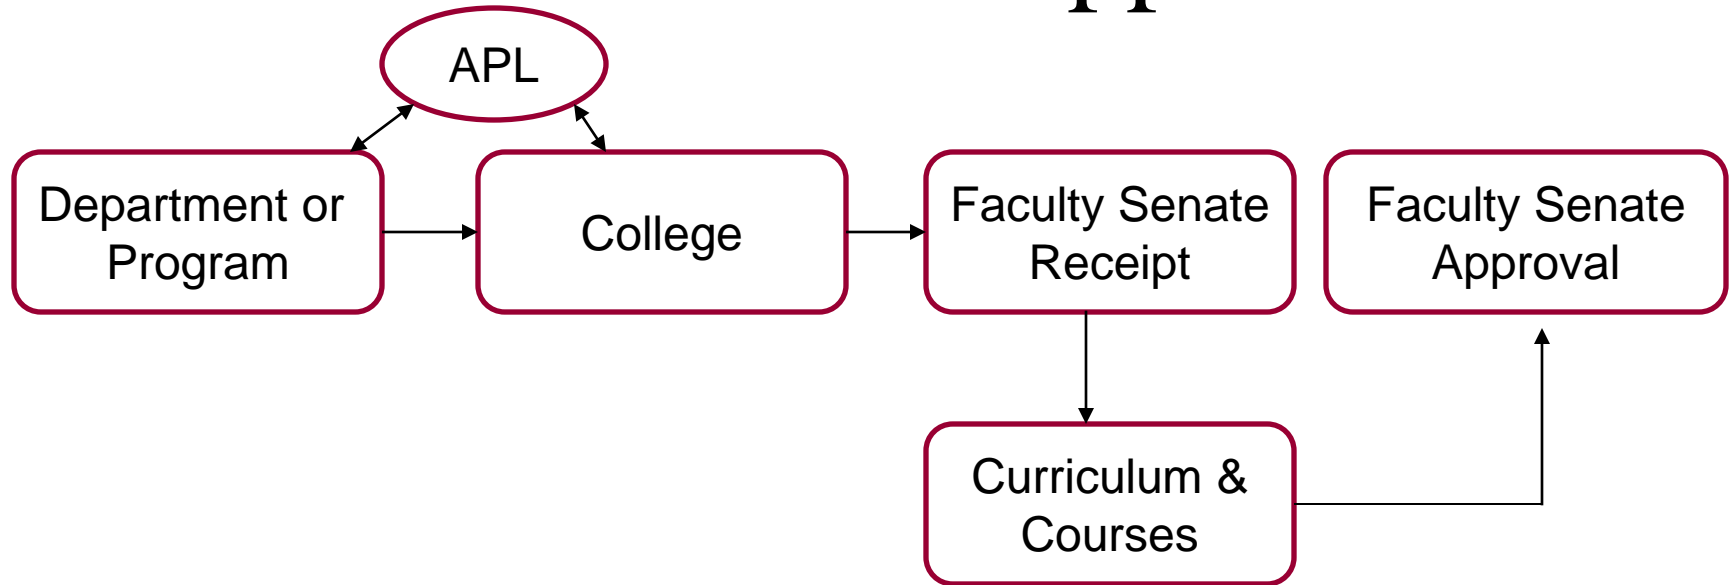 APL
Department or
Program
College
Faculty Senate
Receipt
Faculty Senate
Approval
Curriculum &
Courses